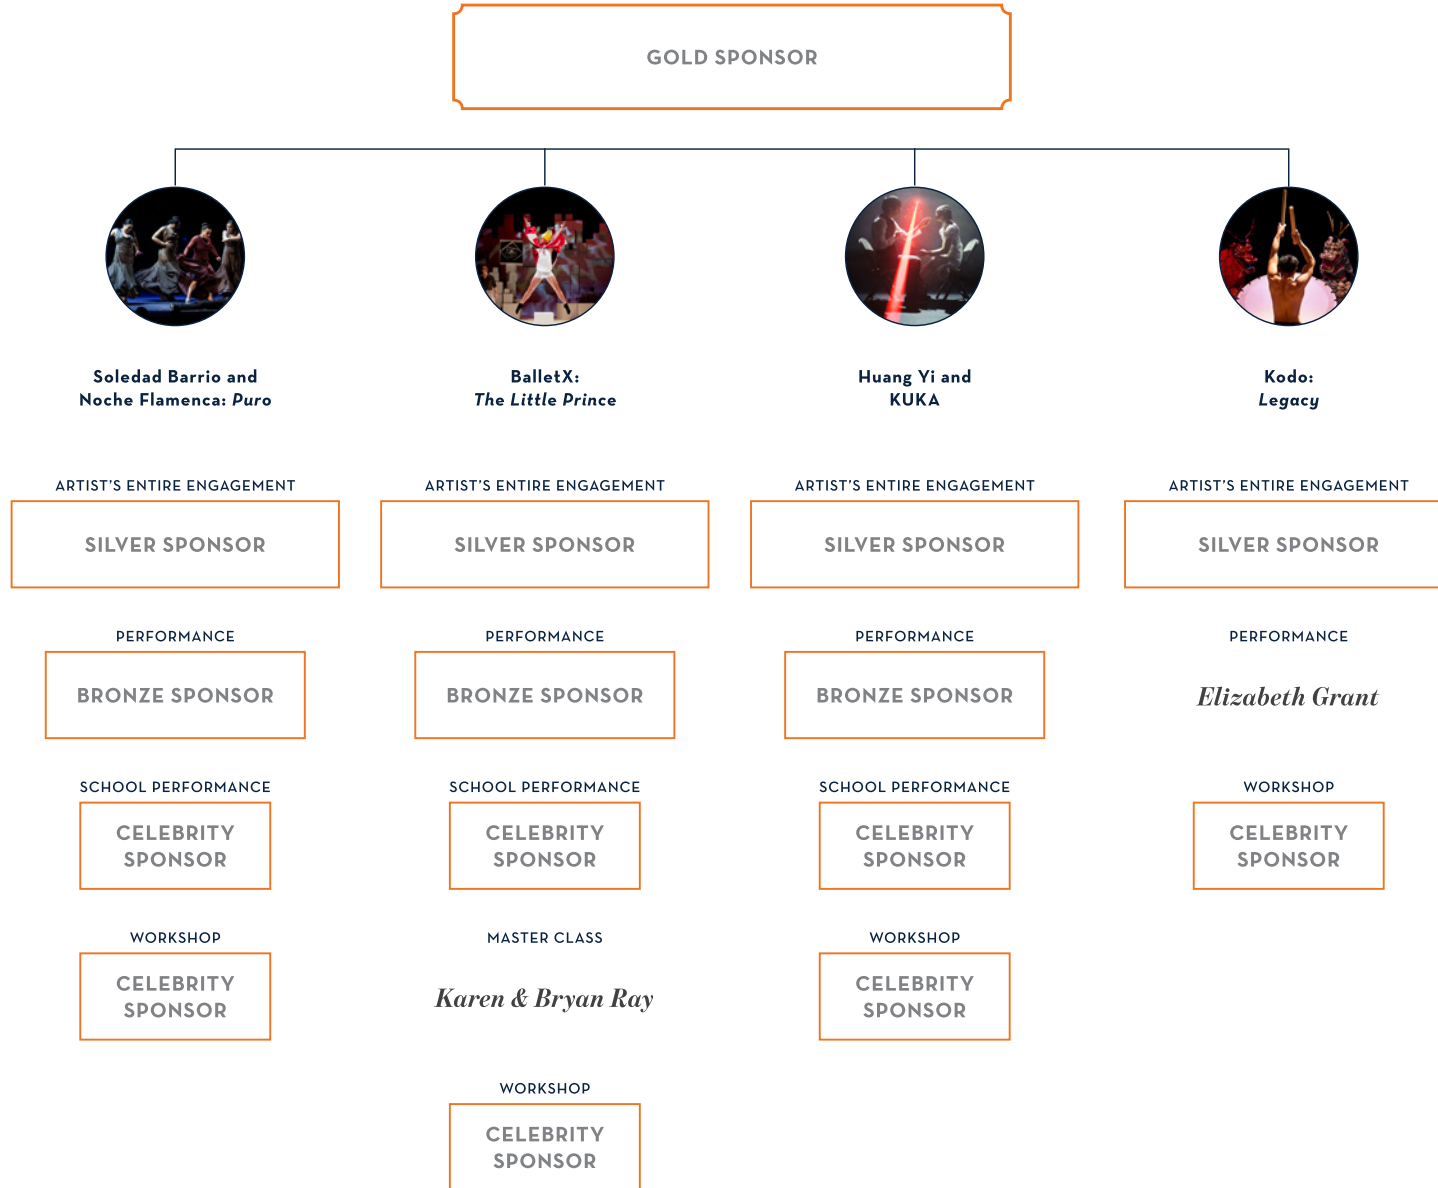 GOLD SPONSOR
Soledad Barrio and
Noche Flamenca: Puro
ARTIST'S ENTIRE ENGAGEMENT
SILVER SPONSOR
PERFORMANCE
BRONZE SPONSOR
SCHOOL PERFORMANCE
CELEBRITY
SPONSOR
WORKSHOP
CELEBRITY
SPONSOR
BalletX:
The Little Prince
ARTIST'S ENTIRE ENGAGEMENT
SILVER SPONSOR
PERFORMANCE
BRONZE SPONSOR
SCHOOL PERFORMANCE
CELEBRITY
SPONSOR
MASTER CLASS
Karen & Bryan Ray
WORKSHOP
CELEBRITY
SPONSOR
Huang Yi and
KUKA
ARTIST'S ENTIRE ENGAGEMENT
SILVER SPONSOR
PERFORMANCE
BRONZE SPONSOR
SCHOOL PERFORMANCE
CELEBRITY
SPONSOR
WORKSHOP
CELEBRITY
SPONSOR
Kodo:
Legacy
ARTIST'S ENTIRE ENGAGEMENT
SILVER SPONSOR
PERFORMANCE
Elizabeth Grant
WORKSHOP
CELEBRITY
SPONSOR